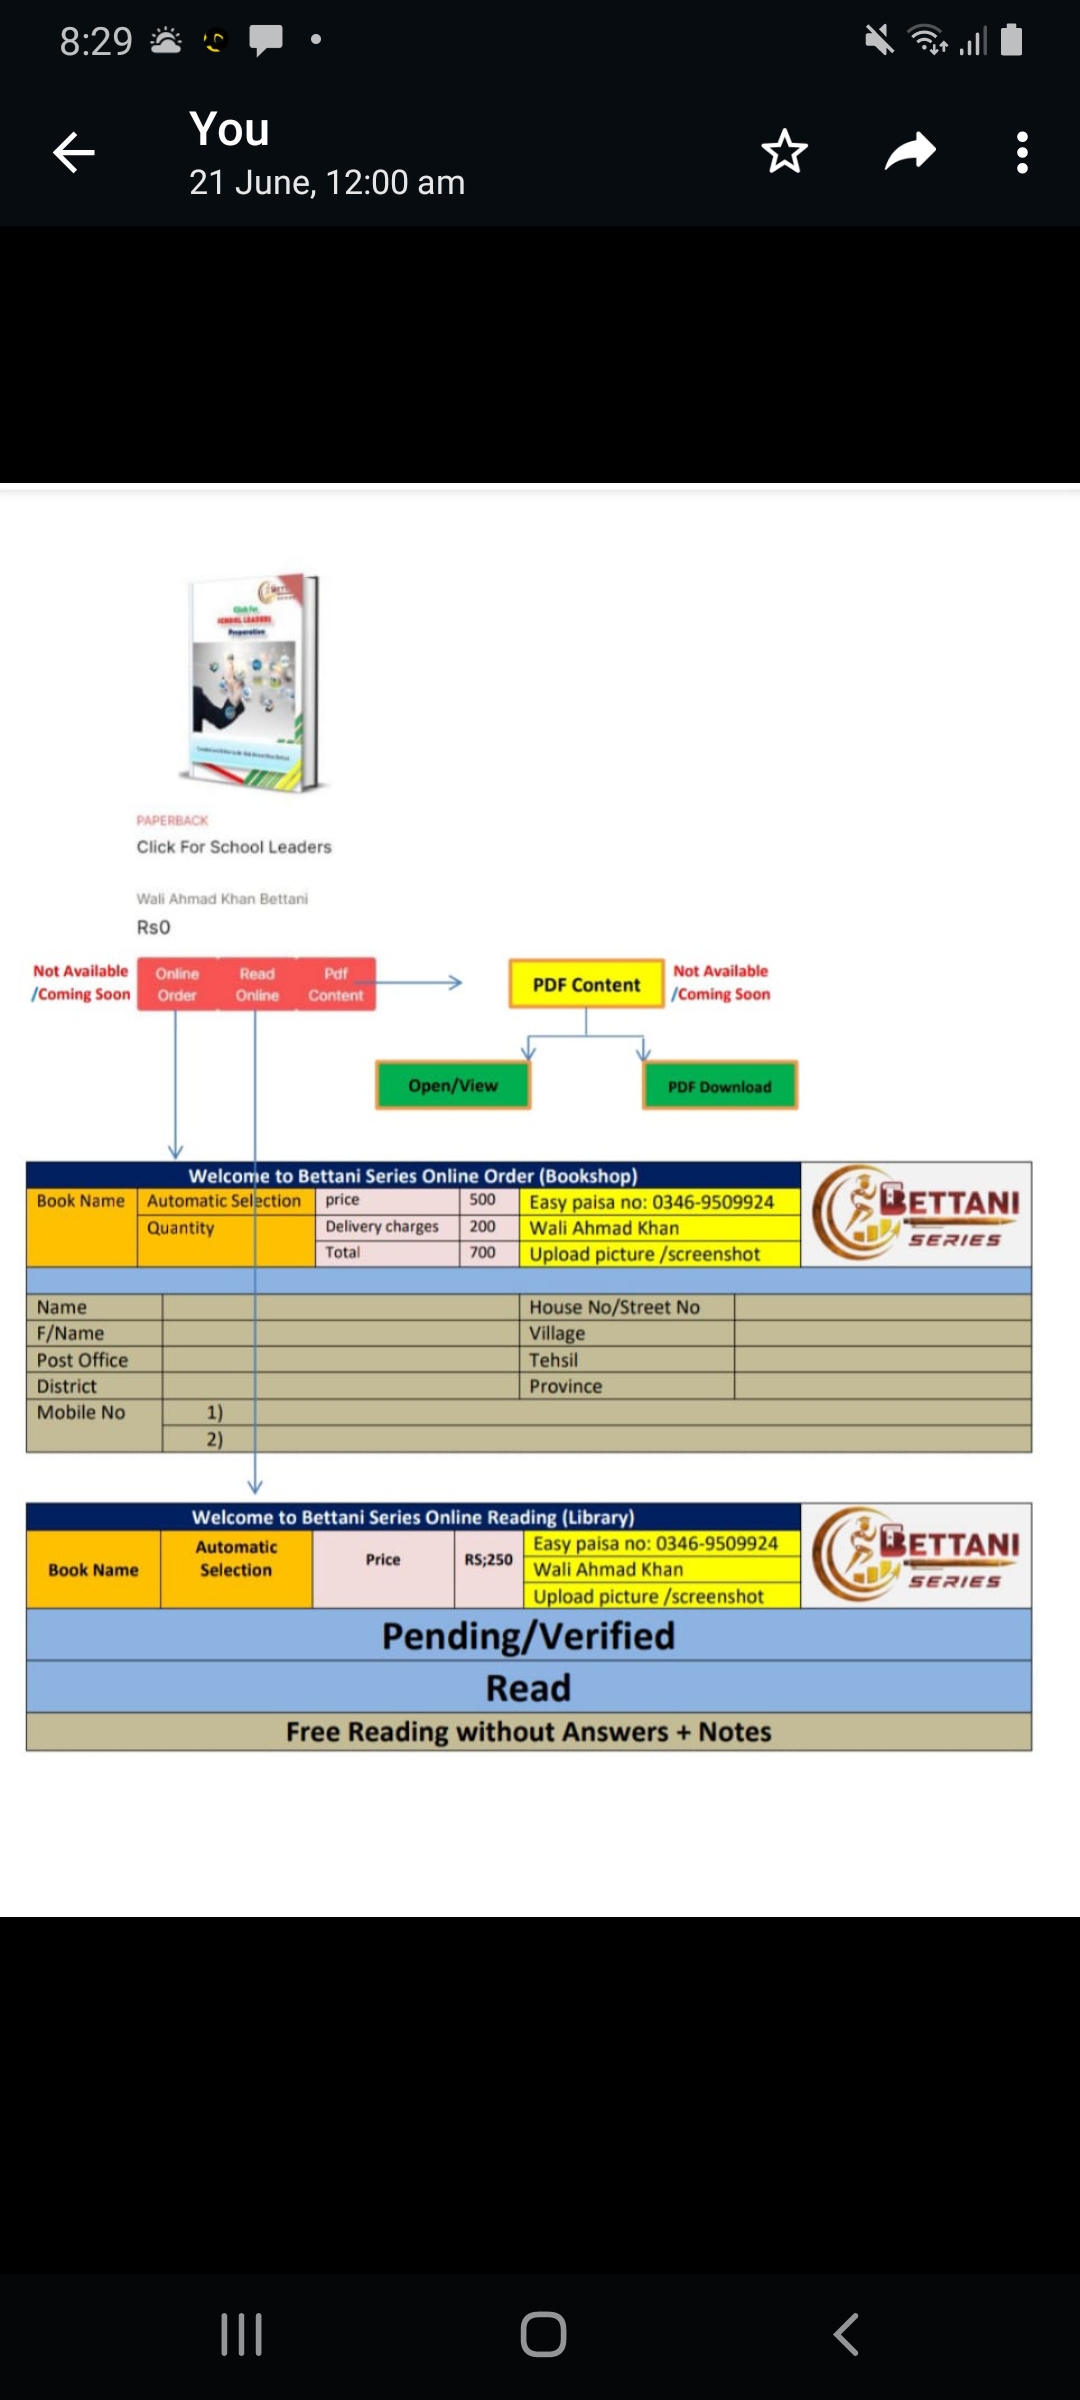 8:29
You
21 June, 12:00 am
Click For
SCHOOL LEADERS
Preparation
PAPERBACK
Click For School Leaders
Wali Ahmad Khan Bettani
Rs0
Not Available
/Coming Soon
Online Order
Read Online
Pdf Content
PDF Content
Not Available
/Coming Soon
Open/View
PDF Download
Welcome to Bettani Series Online Order (Bookshop)
BETTANI
SERIES
Book Name
Automatic Selection
price
500
Easy paisa no: 0346-9509924
Quantity
Delivery charges
200
Wali Ahmad Khan
Total
700
Upload picture /screenshot
Name
House No/Street No
F/Name
Village
Post Office
Tehsil
District
Province
Mobile No
1)
2)
Welcome to Bettani Series Online Reading (Library)
BETTANI
SERIES
Book Name
Automatic
Selection
Price
RS;250
Easy paisa no: 0346-9509924
Wali Ahmad Khan
Upload picture /screenshot
Pending/Verified
Read
Free Reading without Answers + Notes